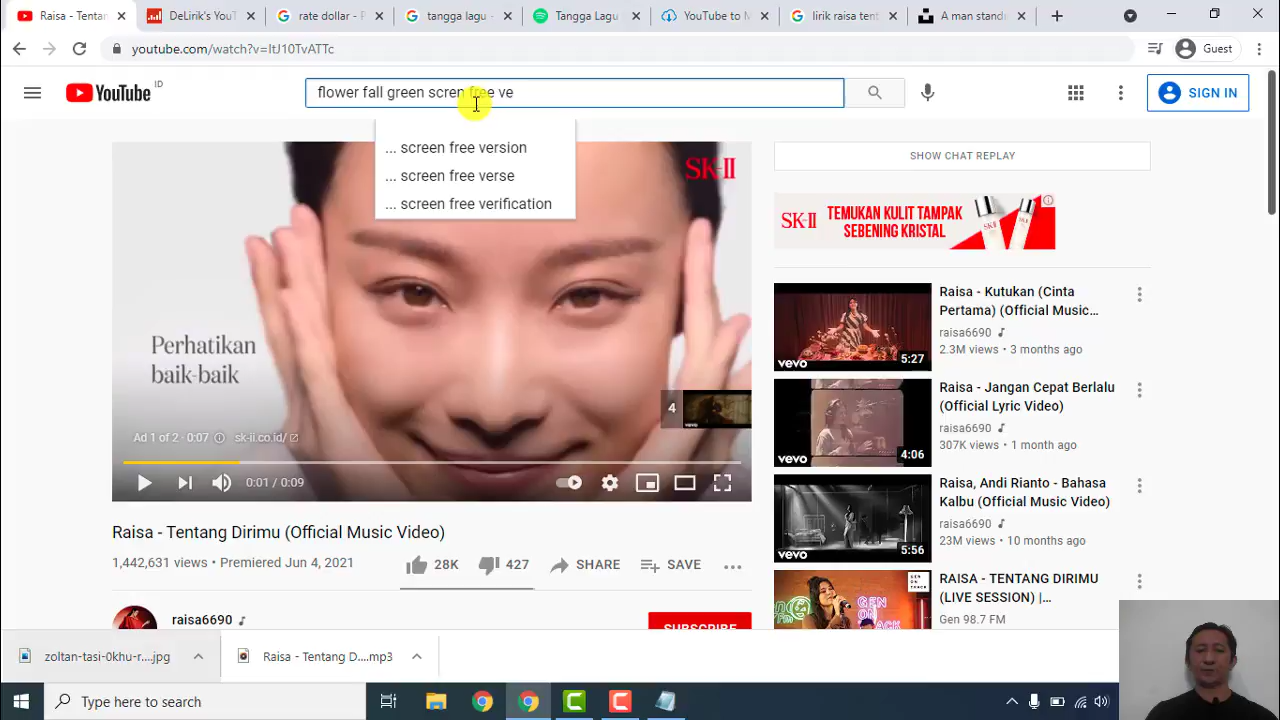 Raisa - Tentang
DeLirik's YouT
rate dollar - P
tangga lagu -
Tangga Lagu
YouTube to M
lirik raisa tent
A man standi
youtube.com/watch?v=ItJ10TvATTc
Guest
YouTube ID
flower fall green scren free ve
SIGN IN
... screen free version
... screen free verse
... screen free verification
SK-II
Perhatikan
baik-baik
4
vevo
Ad 1 of 2 · 0:07 sk-ii.co.id/
0:01 / 0:09
SHOW CHAT REPLAY
SK-II
TEMUKAN KULIT TAMPAK
SEBENING KRISTAL
Raisa - Kutukan (Cinta
Pertama) (Official Music...
raisa6690
2.3M views • 3 months ago
vevo 5:27
Raisa - Jangan Cepat Berlalu
(Official Lyric Video)
raisa6690
307K views • 1 month ago
vevo 4:06
Raisa, Andi Rianto - Bahasa
Kalbu (Official Music Video)
raisa6690
23M views • 10 months ago
vevo 5:56
RAISA - TENTANG DIRIMU
(LIVE SESSION) |...
Gen 98.7 FM
GEN
ON
TRACK
Raisa - Tentang Dirimu (Official Music Video)
1,442,631 views • Premiered Jun 4, 2021
28K 427 SHARE SAVE
raisa6690
SUBSCRIBE
zoltan-tasi-0khu-r....jpg
Raisa - Tentang D....mp3
Type here to search